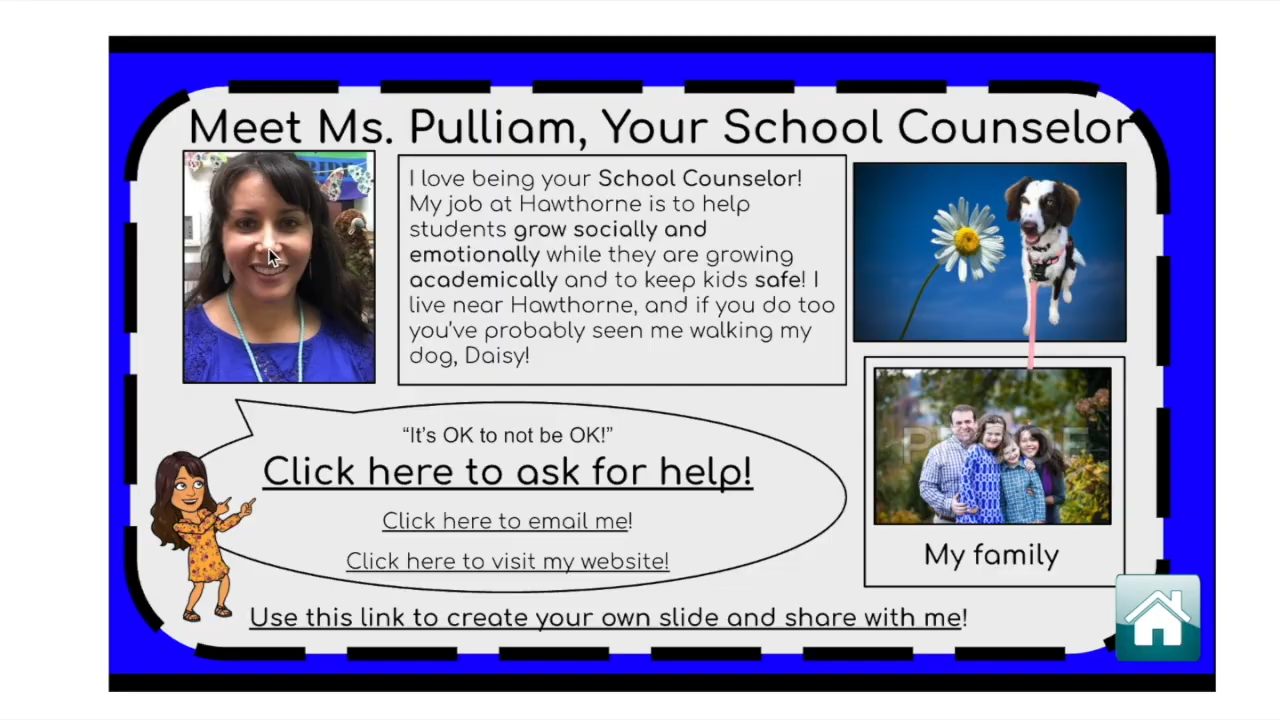 Meet Ms. Pulliam, Your School Counselor
I love being your School Counselor!
My job at Hawthorne is to help
students grow socially and
emotionally while they are growing
academically and to keep kids safe! I
live near Hawthorne, and if you do too
you've probably seen me walking my
dog, Daisy!
“It's OK to not be OK!”
Click here to ask for help!
Click here to email me!
Click here to visit my website!
My family
Use this link to create your own slide and share with me!